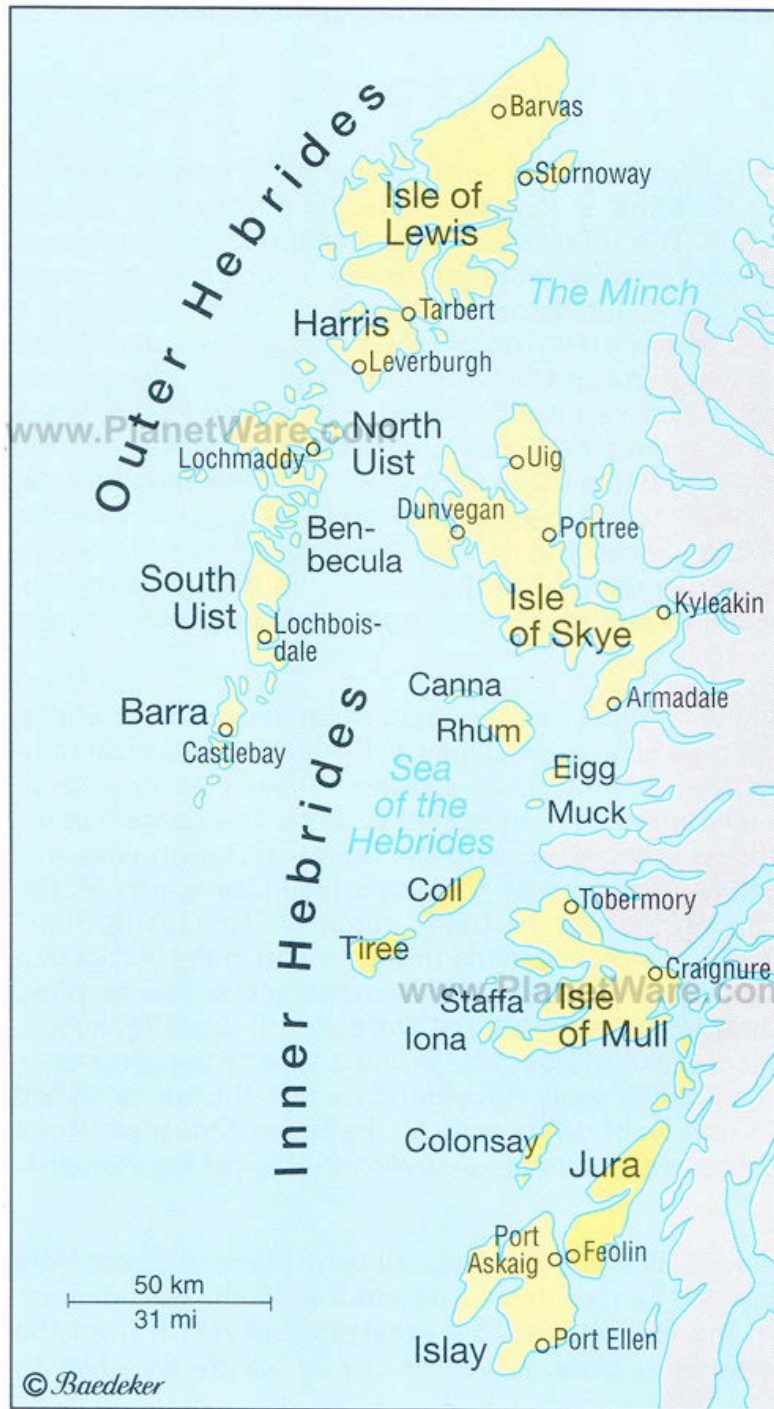 Outer Hebrides
Barvas
Stornoway
Isle of
Lewis
The Minch
Tarbert
Harris
Leverburgh
www.PlanetWare.com
North
Uist
Lochmaddy
Uig
Dunvegan
Portree
Ben-
becula
South
Uist
Isle
of Skye
Kyleakin
Lochbois-
dale
Canna
Armadale
Barra
Rhum
Castlebay
Inner Hebrides
Sea
of the
Hebrides
Eigg
Muck
Coll
Tobermory
Tiree
Craignure
www.PlanetWare.com
Staffa
Isle
of Mull
Iona
Colonsay
Jura
Port
Askaig
Feolin
50 km
31 mi
Islay
Port Ellen
© Baedeker